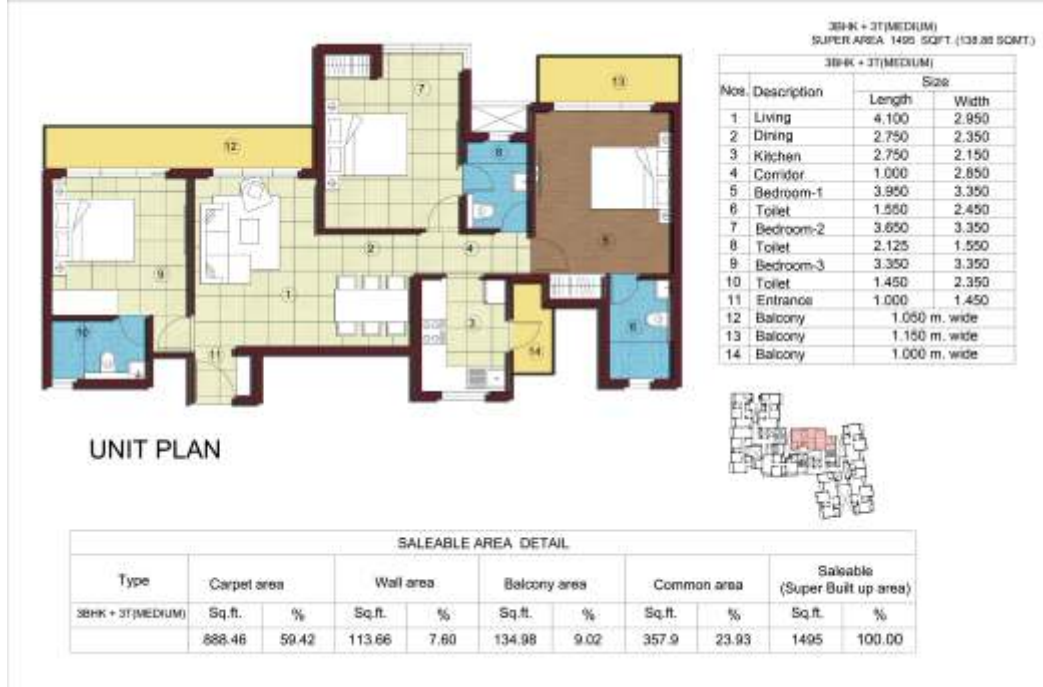 3BHK + 3T(MEDIUM)
SUPER AREA 1495 SQFT.(138.88 SQMT.)
3BHK + 3T(MEDIUM)
Nos. Description Size
Length Width
1 Living 4.100 2.950
2 Dining 2.750 2.350
3 Kitchen 2.750 2.150
4 Corridor 1.000 2.850
5 Bedroom-1 3.950 3.350
6 Toilet 1.550 2.450
7 Bedroom-2 3.650 3.350
8 Toilet 2.125 1.550
9 Bedroom-3 3.350 3.350
10 Toilet 1.450 2.350
11 Entrance 1.000 1.450
12 Balcony 1.050 m. wide
13 Balcony 1.150 m. wide
14 Balcony 1.000 m. wide
7
13
12
8
2
4
5
9
1
3
6
10
11
14
UNIT PLAN
SALEABLE AREA DETAIL
Type Carpet area Wall area Balcony area Common area Saleable
(Super Built up area)
3BHK + 3T(MEDIUM) Sq.ft. % Sq.ft. % Sq.ft. % Sq.ft. % Sq.ft. %
888.46 59.42 113.66 7.60 134.98 9.02 357.9 23.93 1495 100.00